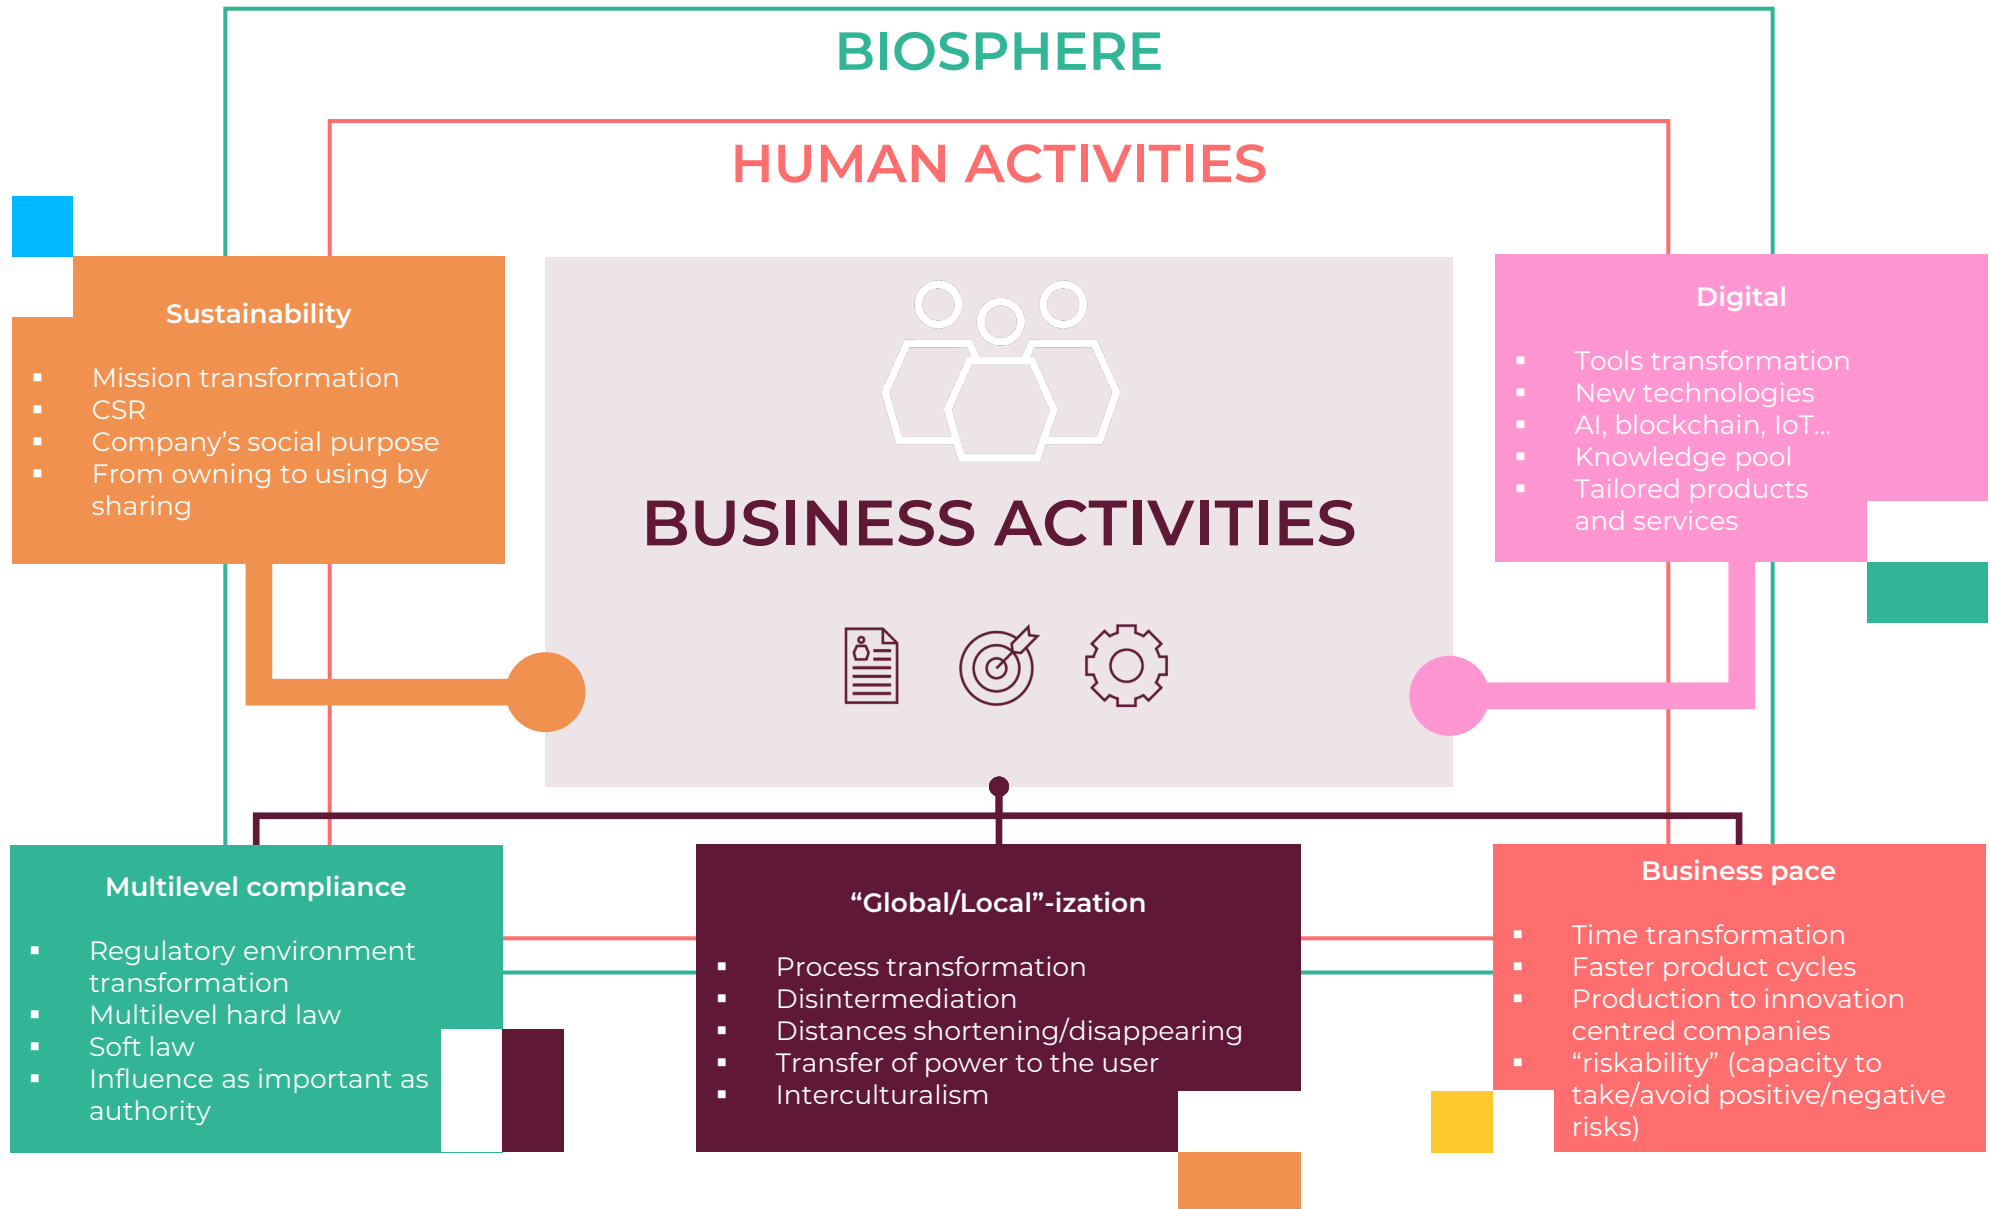 BIOSPHERE
HUMAN ACTIVITIES
Sustainability
▪ Mission transformation
▪ CSR
▪ Company’s social purpose
▪ From owning to using by
sharing
BUSINESS ACTIVITIES
Digital
▪ Tools transformation
▪ New technologies
▪ AI, blockchain, IoT...
▪ Knowledge pool
▪ Tailored products
and services
Multilevel compliance
▪ Regulatory environment
transformation
▪ Multilevel hard law
▪ Soft law
▪ Influence as important as
authority
“Global/Local”-ization
▪ Process transformation
▪ Disintermediation
▪ Distances shortening/disappearing
▪ Transfer of power to the user
▪ Interculturalism
Business pace
▪ Time transformation
▪ Faster product cycles
▪ Production to innovation
centred companies
▪ “riskability” (capacity to
take/avoid positive/negative
risks)